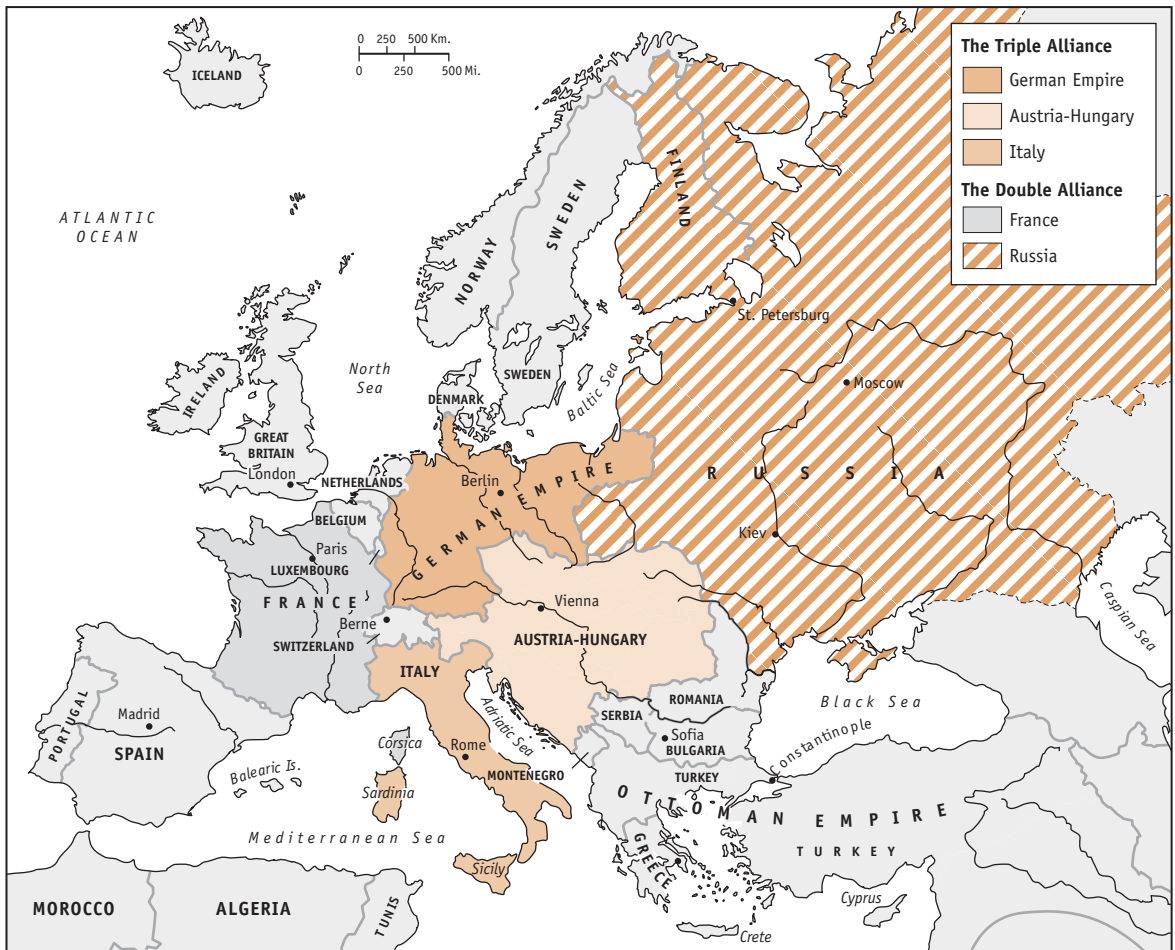 ICELAND
0 250 500 Km.
0 250 500 Mi.
The Triple Alliance
German Empire
Austria-Hungary
Italy
The Double Alliance
France
Russia
ATLANTIC
OCEAN
NORWAY
SWEDEN
FINLAND
St. Petersburg
North
Sea
SWEDEN
Baltic Sea
Moscow
IRELAND
DENMARK
GREAT
BRITAIN
London
NETHERLANDS
Berlin
GERMAN EMPIRE
RUSSIA
BELGIUM
Kiev
Paris
LUXEMBOURG
FRANCE
Vienna
Berne
SWITZERLAND
AUSTRIA-HUNGARY
Caspian Sea
ITALY
PORTUGAL
Madrid
SPAIN
Adriatic Sea
ROMANIA
SERBIA
Black Sea
Sofia
BULGARIA
Corsica
Rome
Constantinople
Balearic Is.
MONTENEGRO
TURKEY
Sardinia
OTTOMAN EMPIRE
Mediterranean Sea
TURKEY
GREECE
Sicily
Cyprus
MOROCCO
ALGERIA
TUNIS
Crete